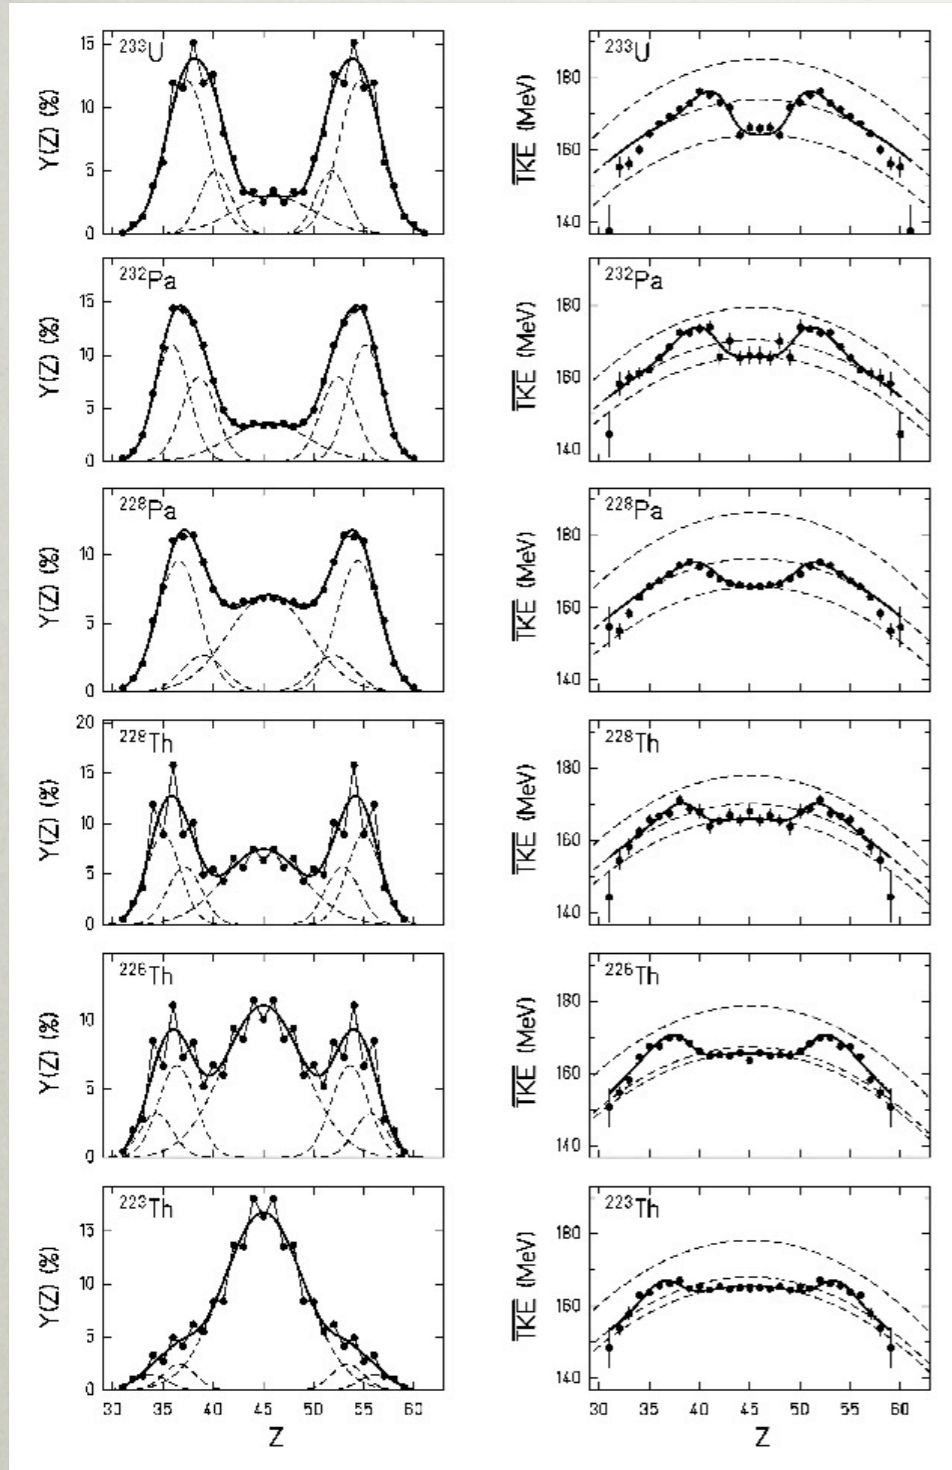 233U
15
10
5
0
Y(Z) (%)
233U
180
160
140
TKE (MeV)
232Pa
15
10
5
0
Y(Z) (%)
232Pa
180
160
140
TKE (MeV)
228Pa
10
5
0
Y(Z) (%)
228Pa
180
160
140
TKE (MeV)
228Th
20
15
10
5
0
Y(Z) (%)
228Th
180
160
140
TKE (MeV)
226Th
10
5
0
Y(Z) (%)
226Th
180
160
140
TKE (MeV)
223Th
15
10
5
0
Y(Z) (%)
30 35 40 45 50 55 60
Z
223Th
180
160
140
TKE (MeV)
30 35 40 45 50 55 60
Z